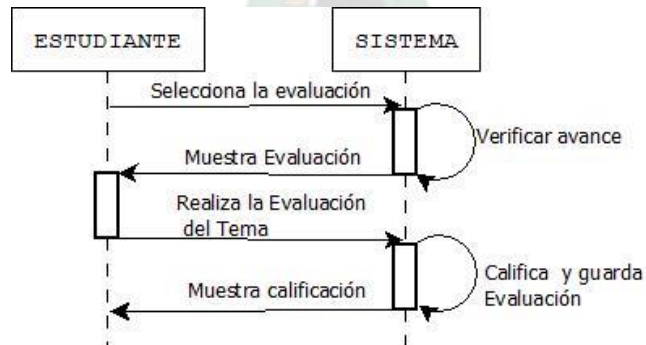 ESTUDIANTE
SISTEMA
Selecciona la evaluación
Verificar avance
Muestra Evaluación
Realiza la Evaluación
del Tema
Califica y guarda
Evaluación
Muestra calificación